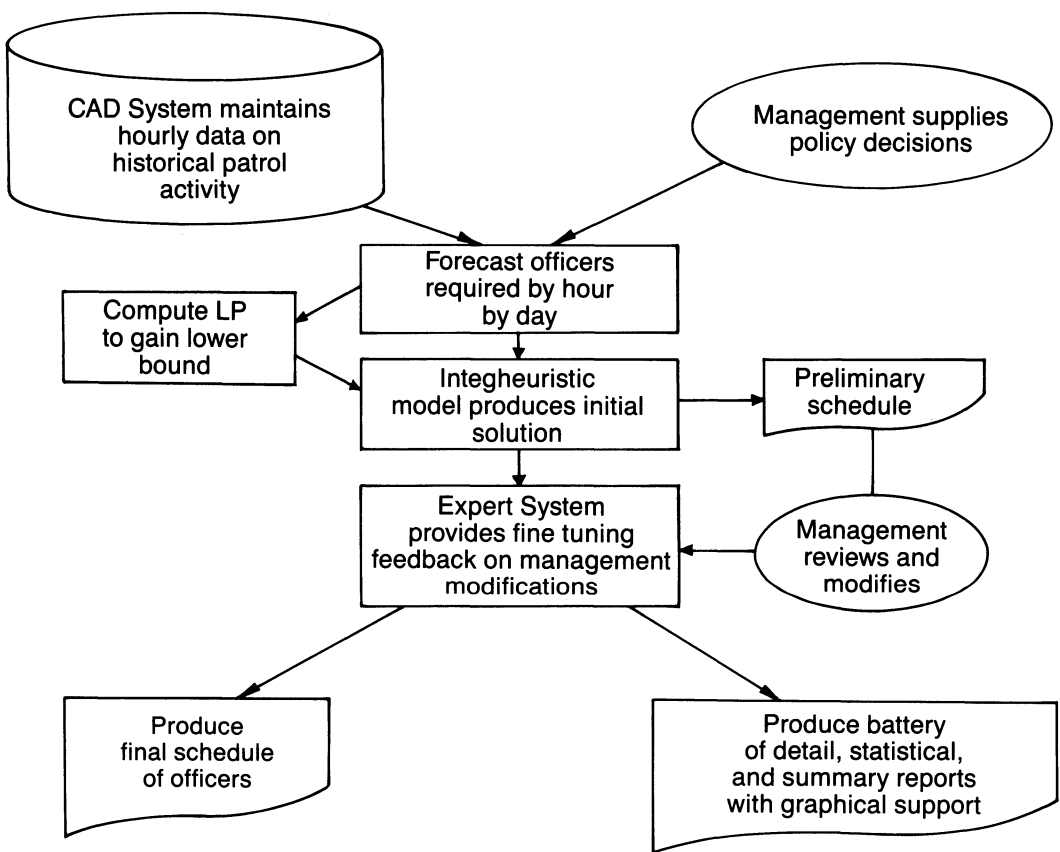 CAD System maintains
hourly data on
historical patrol
activity
Management supplies
policy decisions
Forecast officers
required by hour
by day
Compute LP
to gain lower
bound
Integheuristic
model produces initial
solution
Preliminary
schedule
Expert System
provides fine tuning
feedback on management
modifications
Management
reviews and
modifies
Produce
final schedule
of officers
Produce battery
of detail, statistical,
and summary reports
with graphical support